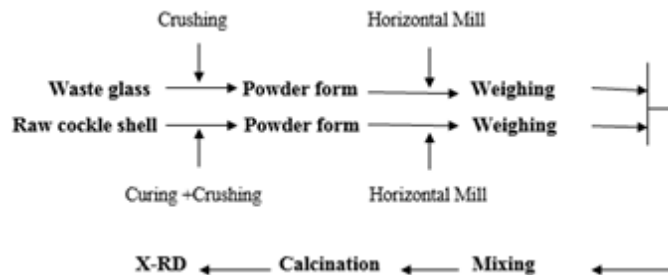 Crushing Horizontal Mill
Waste glass Powder form Weighing
Raw cockle shell Powder form Weighing
Curing +Crushing Horizontal Mill
X-RD Calcination Mixing